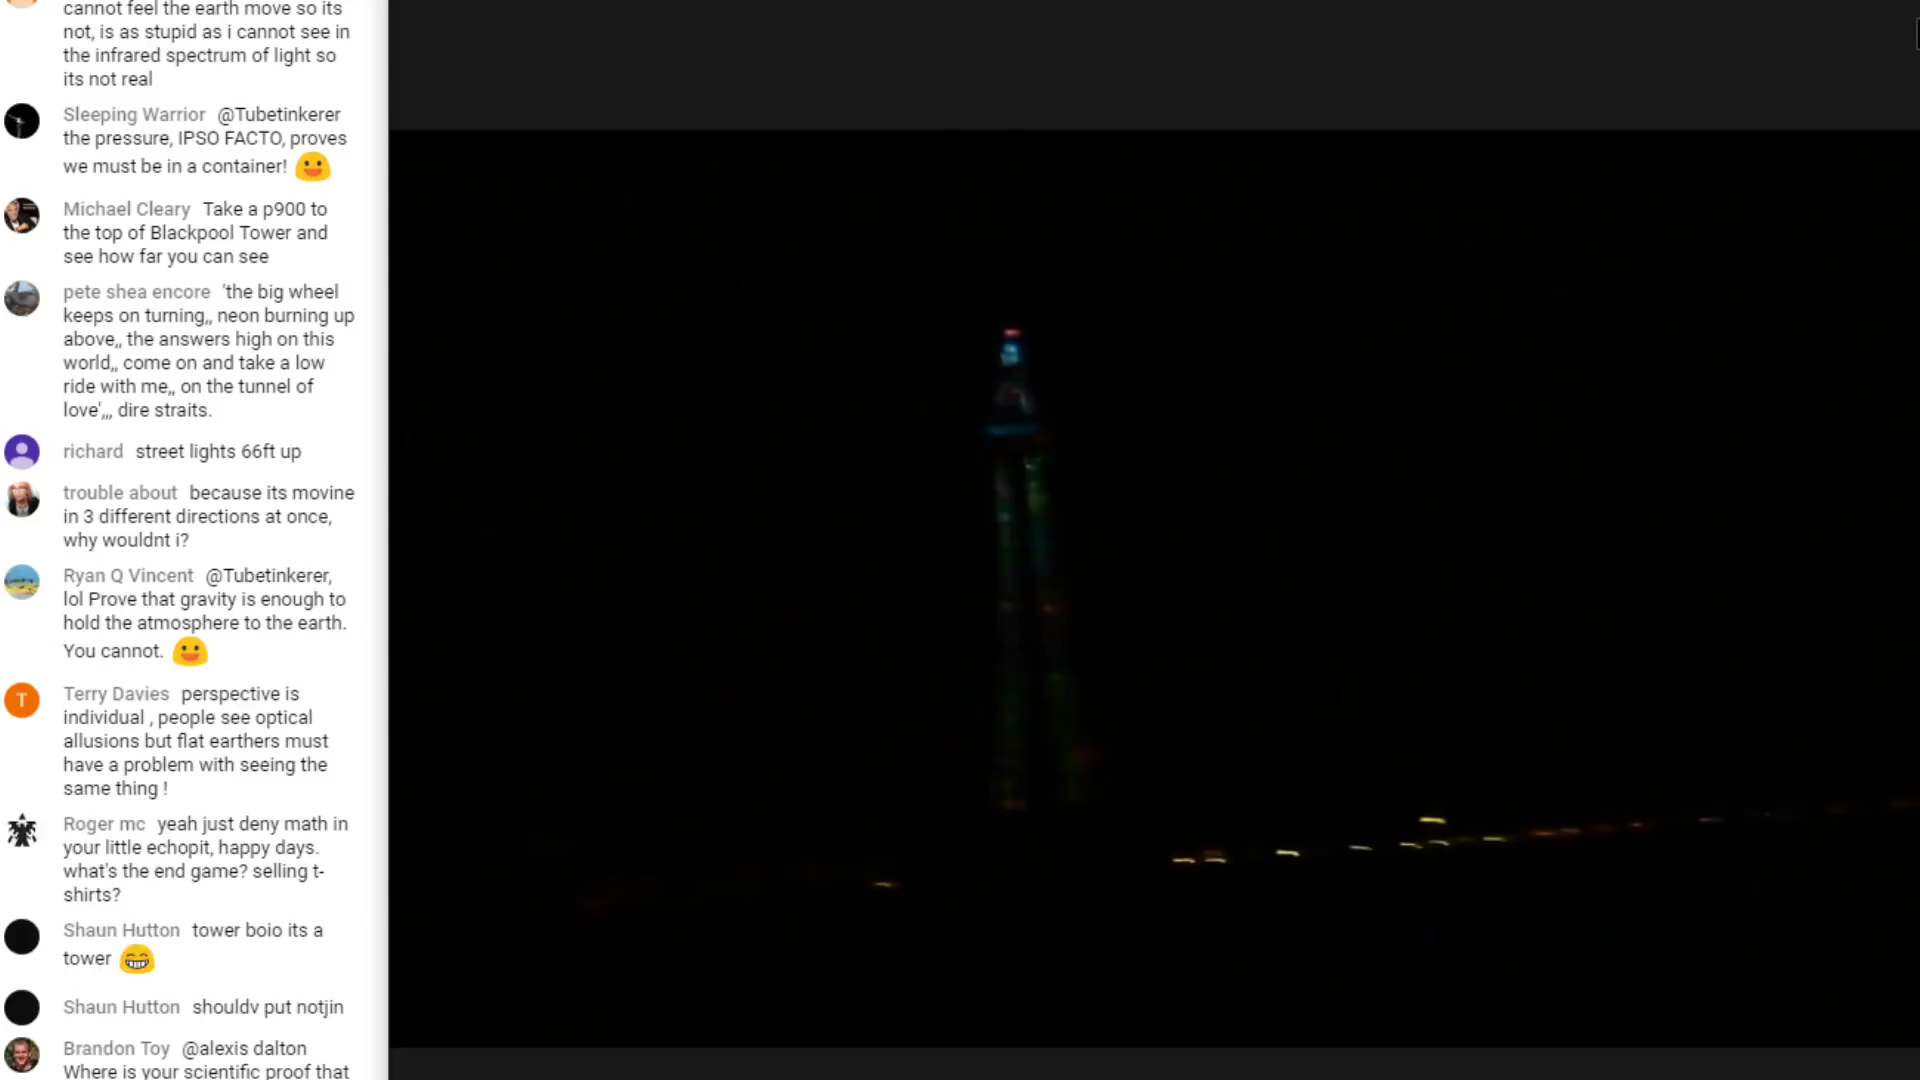 cannot feel the earth move so its
not, is as stupid as i cannot see in
the infrared spectrum of light so
its not real
Sleeping Warrior @Tubetinkerer
the pressure, IPSO FACTO, proves
we must be in a container!
Michael Cleary Take a p900 to
the top of Blackpool Tower and
see how far you can see
pete shea encore 'the big wheel
keeps on turning,, neon burning up
above,, the answers high on this
world,, come on and take a low
ride with me,, on the tunnel of
love',,, dire straits.
richard street lights 66ft up
trouble about because its movine
in 3 different directions at once,
why wouldnt i?
Ryan Q Vincent @Tubetinkerer,
lol Prove that gravity is enough to
hold the atmosphere to the earth.
You cannot.
T
Terry Davies perspective is
individual , people see optical
allusions but flat earthers must
have a problem with seeing the
same thing !
Roger mc yeah just deny math in
your little echopit, happy days.
what's the end game? selling t-
shirts?
Shaun Hutton tower boio its a
tower
Shaun Hutton shouldv put notjin
Brandon Toy @alexis dalton
Where is your scientific proof that